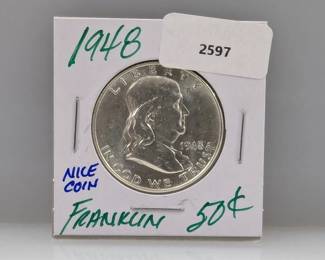 1948
2597
LIBERTY
1948
IN GOD WE TRUST
NICE
COIN
FRANKLIN 50¢